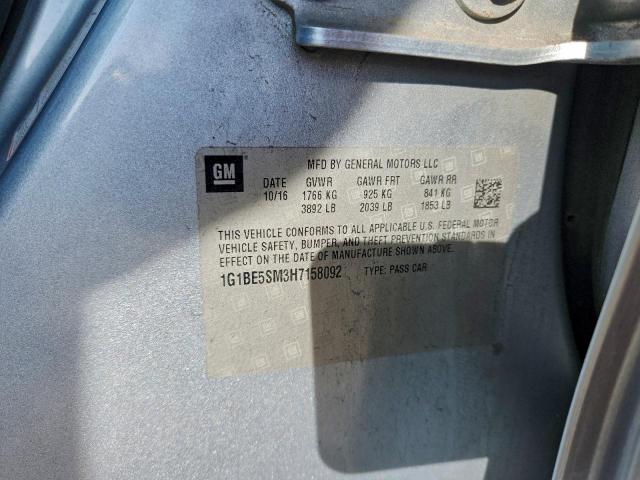 GM
MFD BY GENERAL MOTORS LLC
DATE GVWR GAWR FRT GAWR RR
10/16 1766 KG 925 KG 841 KG
3892 LB 2039 LB 1853 LB
THIS VEHICLE CONFORMS TO ALL APPLICABLE U.S. FEDERAL MOTOR
VEHICLE SAFETY, BUMPER, AND THEFT PREVENTION STANDARDS IN
EFFECT ON THE DATE OF MANUFACTURE SHOWN ABOVE.
1G1BE5SM3H7158092 TYPE: PASS CAR